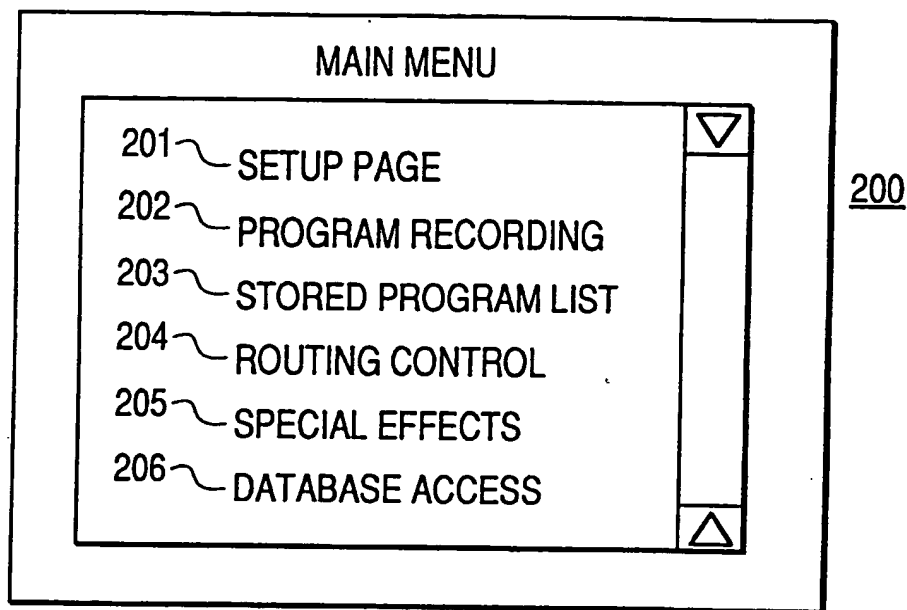 MAIN MENU
201 SETUP PAGE
202 PROGRAM RECORDING
203 STORED PROGRAM LIST
204 ROUTING CONTROL
205 SPECIAL EFFECTS
206 DATABASE ACCESS
200